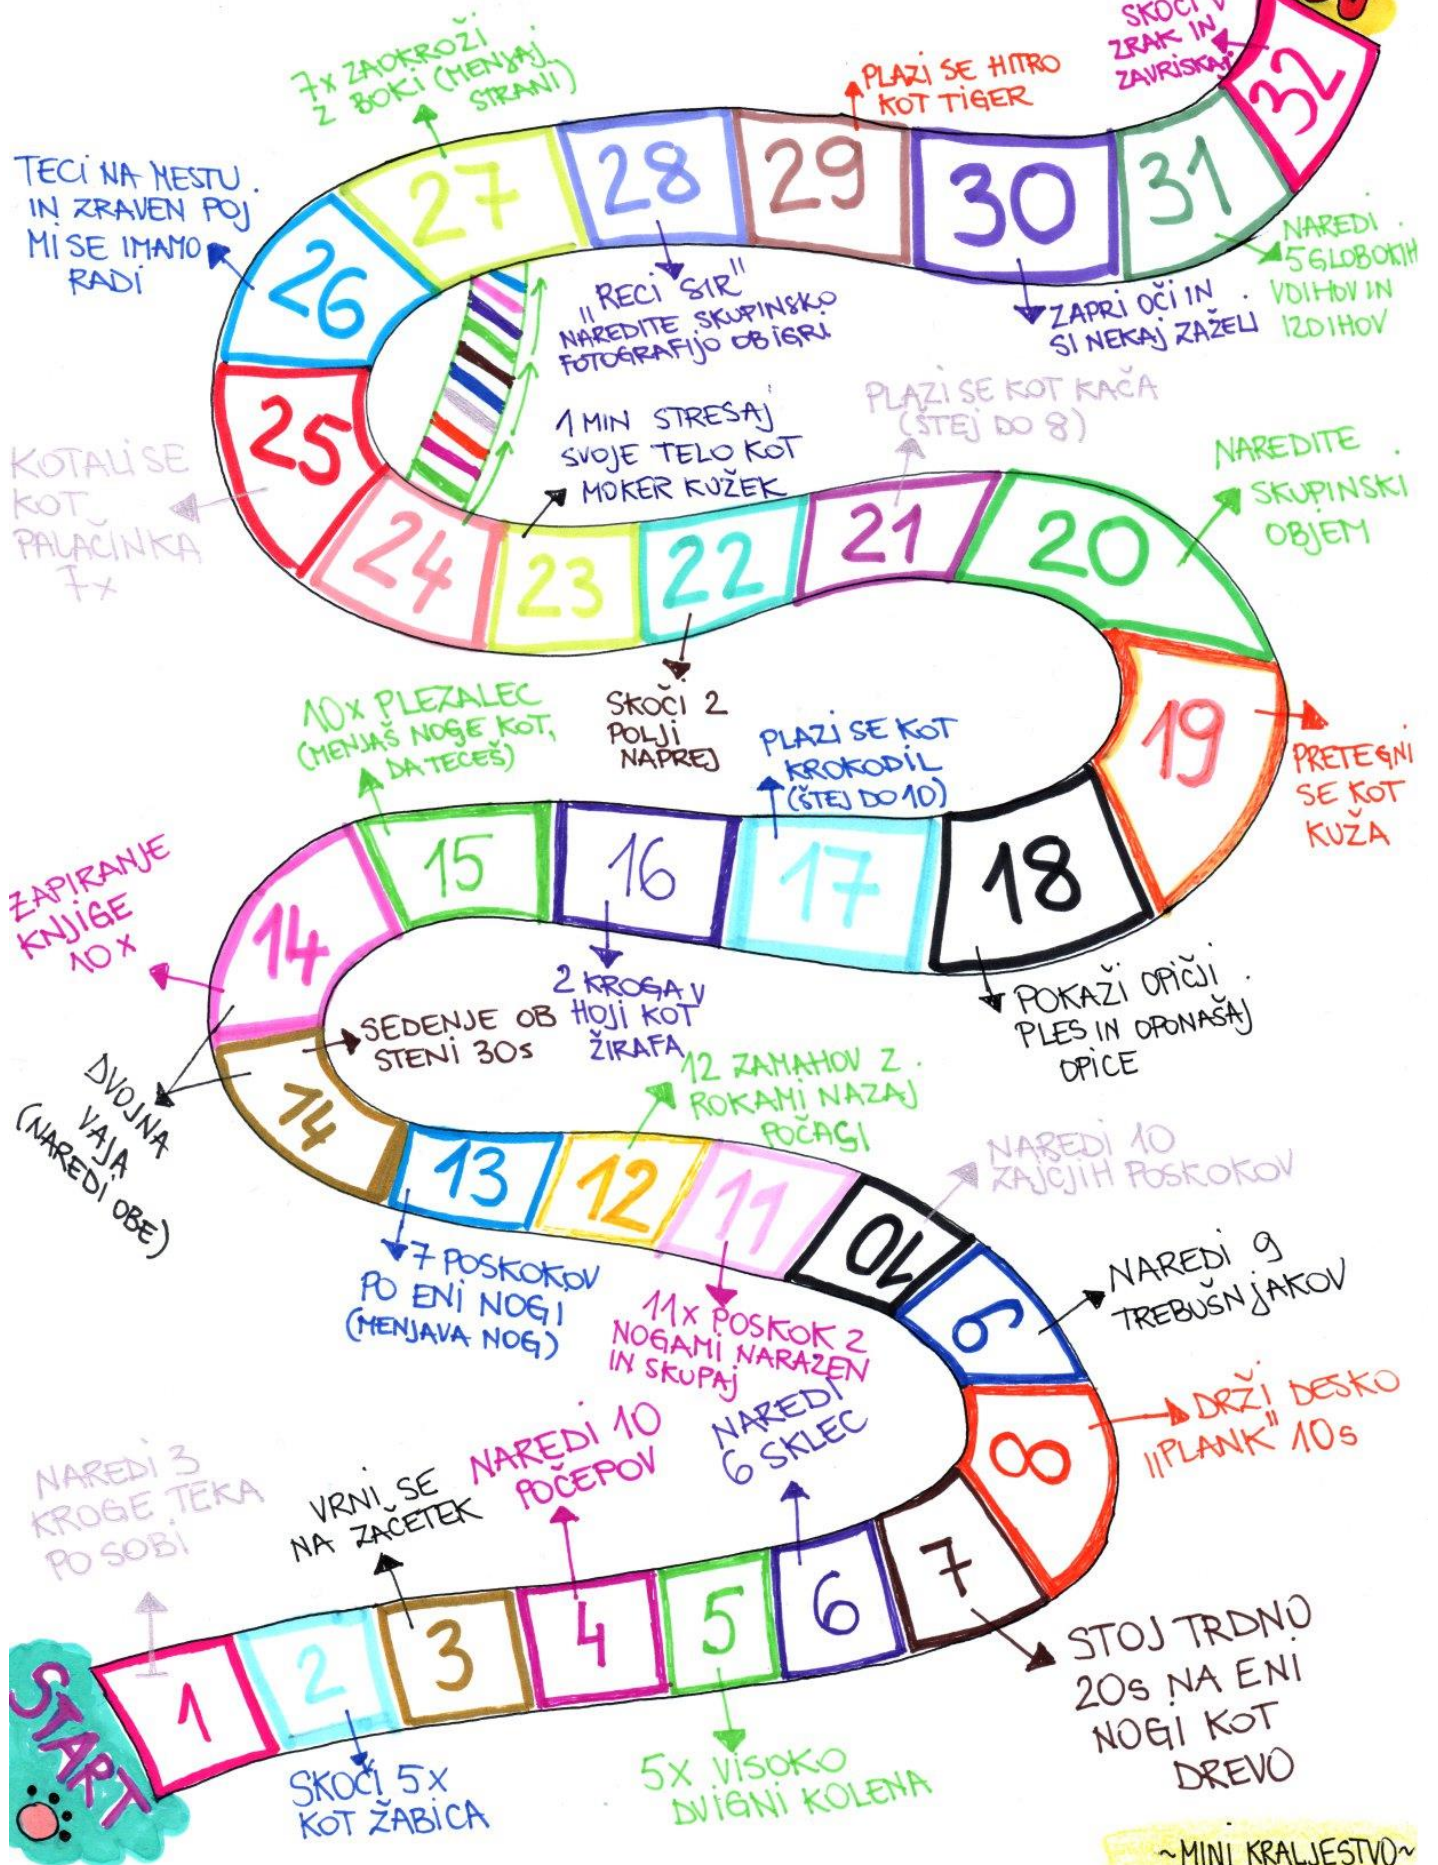 SKOČI V
ZRAK IN
ZAVRISKAJ
32
7x ZAOKROŽI
Z BOKI (MENJAJ
STRANI)
PLAZI SE HITRO
KOT TIGER
27
28
29
30
31
TECI NA MESTU
IN ZRAVEN POJ
MI SE IMAMO
RADI
26
NAREDI
5 GLOBOKIH
VDIHOV IN
IZDIHOV
"RECI SIR"
NAREDITE SKUPINSKO
FOTOGRAFIJO OB IGRI
ZAPRI OČI IN
SI NEKAJ ZAŽELI
25
KOTALI SE
KOT
PALAČINKA
7x
1 MIN STRESAJ
SVOJE TELO KOT
MOKER KUŽEK
PLAZI SE KOT KAČA
(ŠTEJ DO 8)
NAREDITE
SKUPINSKI
OBJEM
24
23
22
21
20
SKOČI 2
POLJI
NAPREJ
19
PRETEGNI
SE KOT
KUŽA
10x PLEZALEC
(MENJAŠ NOGE KOT,
DA TEČEŠ)
PLAZI SE KOT
KROKODIL
(ŠTEJ DO 10)
14
15
16
17
18
ZAPIRANJE
KNJIGE
10x
2 KROGA V
HOJI KOT
ŽIRAFA
POKAŽI OPIČJI
PLES IN OPONAŠAJ
OPICE
SEDENJE OB
STENI 30s
DVOJNA
VAJA
(NAREDI OBE)
12 ZAMAHOV Z
ROKAMI NAZAJ
POČASI
NAREDI 10
ZAJČJIH POSKOKOV
14
13
12
11
10
9
7 POSKOKOV
PO ENI NOGI
(MENJAVA NOG)
11x POSKOK Z
NOGAMI NARAZEN
IN SKUPAJ
NAREDI 9
TREBUŠNJAKOV
8
DRŽI DESKO
"PLANK" 10s
NAREDI 3
KROGE TEKA
PO SOBI
VRNI SE
NA ZAČETEK
NAREDI 10
POČEPOV
NAREDI
6 SKLEC
START
1
2
3
4
5
6
7
SKOČI 5x
KOT ŽABICA
5x VISOKO
DVIGNI KOLENA
STOJ TRDNO
20s NA ENI
NOGI KOT
DREVO
~MINI KRALJESTVO~